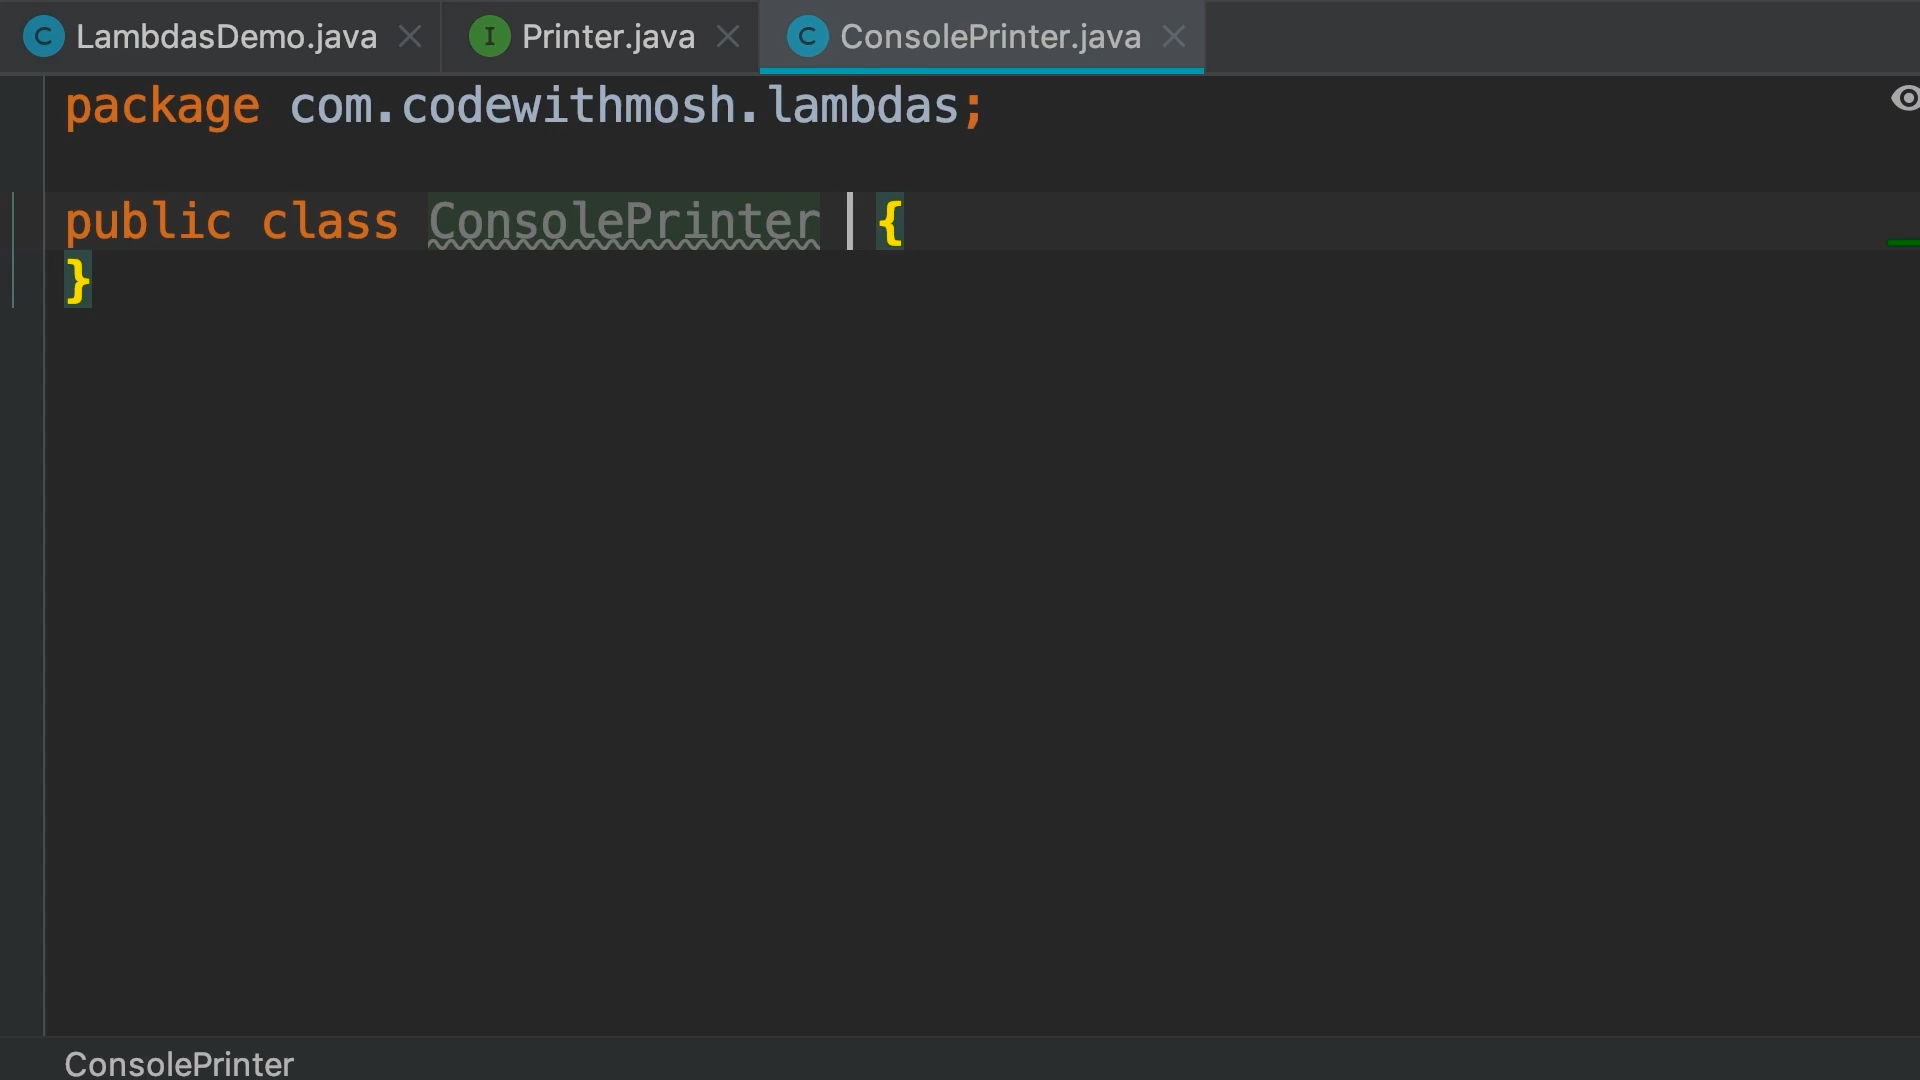 LambdasDemo.java
Printer.java
ConsolePrinter.java
package com.codewithmosh.lambdas;
public class ConsolePrinter {
}
ConsolePrinter